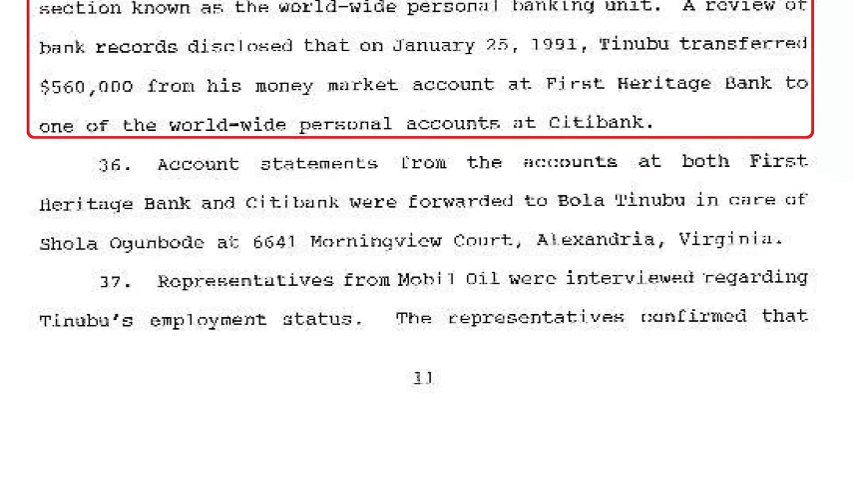 section known as the world-wide personal banking unit. A review of
bank records disclosed that on January 25, 1991, Tinubu transferred
$560,000 from his money market account at First Heritage Bank to
one of the world-wide personal accounts at Citibank.
36. Account statements from the accounts at both First
Heritage Bank and Citibank were forwarded to Bola Tinubu in care of
Shola Ogunbode at 6641 Morningview Court, Alexandria, Virginia.
37. Representatives from Mobil Oil were interviewed regarding
Tinubu's employment status. The representatives confirmed that
11